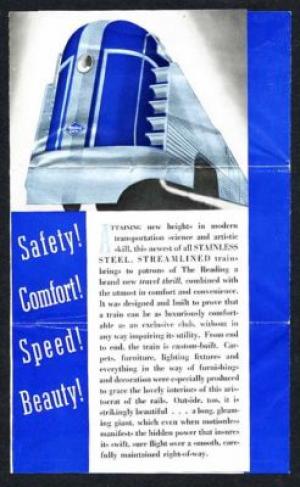 Safety!
Comfort!
Speed!
Beauty!
ATTAINING new heights in modern
transportation science and artistic
skill, this newest of all STAINLESS
STEEL, STREAMLINED trains
brings to patrons of The Reading a
brand new travel thrill, combined with
the utmost in comfort and convenience.
It was designed and built to prove that
a train can be as luxuriously comfort-
able as an exclusive club, without in
any way impairing its utility. From end
to end, the train is custom-built. Car-
pets, furniture, lighting fixtures and
everything in the way of furnishings
and decoration were especially produced
to grace the lovely interiors of this aris-
tocrat of the rails. Outside, too, it is
strikingly beautiful . . . a long, gleam-
ing giant, which even when motionless
manifests the hidden power that insures
its swift, sure flight over a smooth, care-
fully maintained right-of-way.